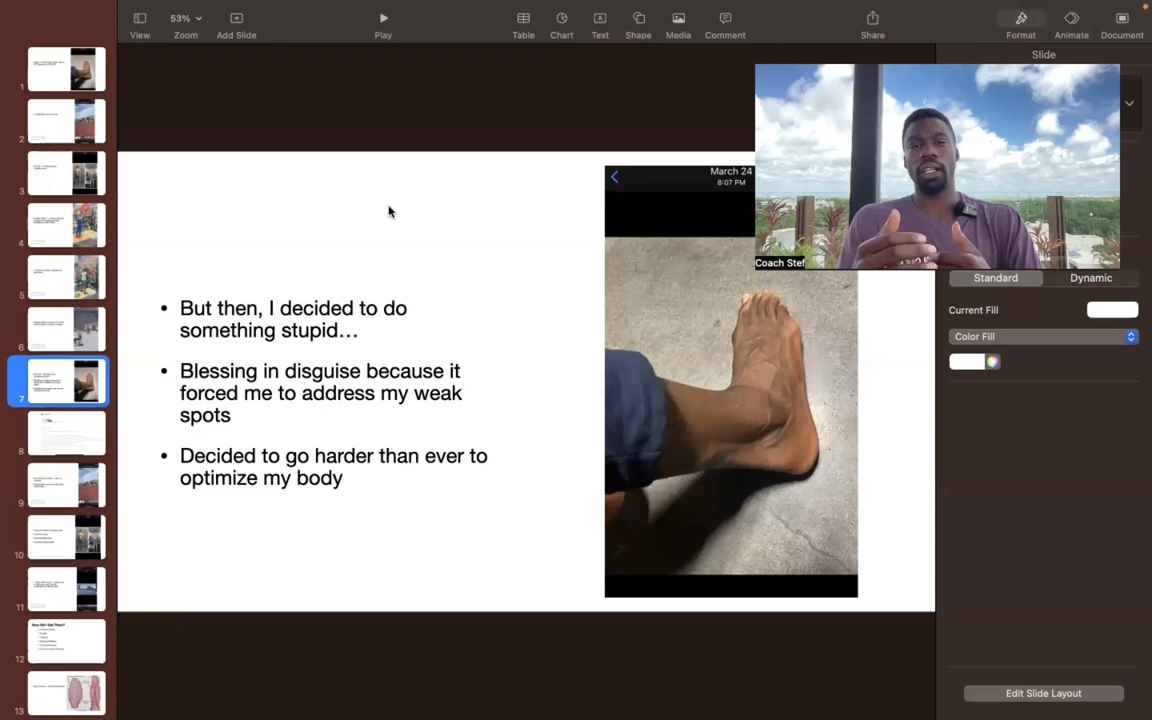 53%
View
Zoom
Add Slide
Play
Table
Chart
Text
Shape
Media
Comment
Share
Format
Animate
Document
Slide
1
2
3
4
5
6
7
8
9
10
11
12
13
How Did I Get There?
March 24
8:07 PM
Coach Stef
• But then, I decided to do
something stupid…
• Blessing in disguise because it
forced me to address my weak
spots
• Decided to go harder than ever to
optimize my body
Standard
Dynamic
Current Fill
Color Fill
Edit Slide Layout